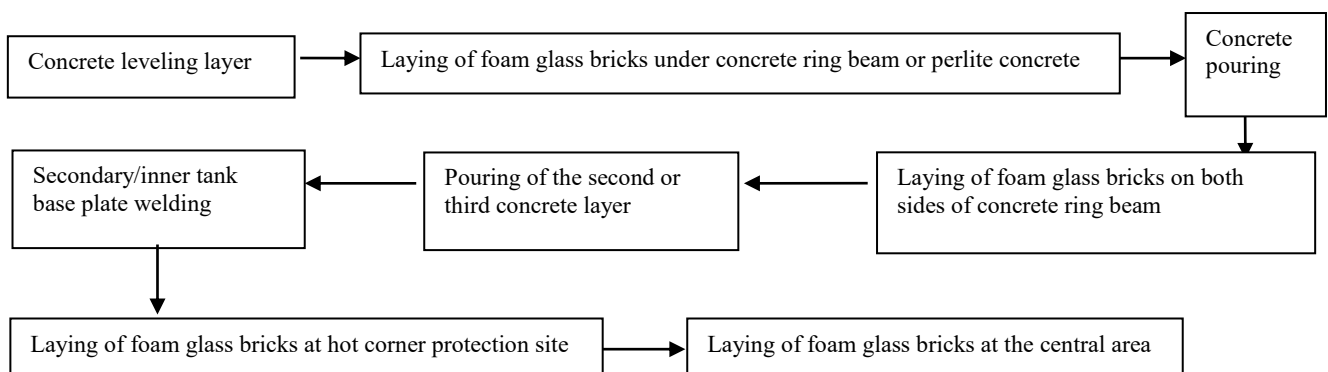 Concrete leveling layer
Laying of foam glass bricks under concrete ring beam or perlite concrete
Concrete
pouring
Laying of foam glass bricks on both
sides of concrete ring beam
Pouring of the second or
third concrete layer
Secondary/inner tank
base plate welding
Laying of foam glass bricks at hot corner protection site
Laying of foam glass bricks at the central area